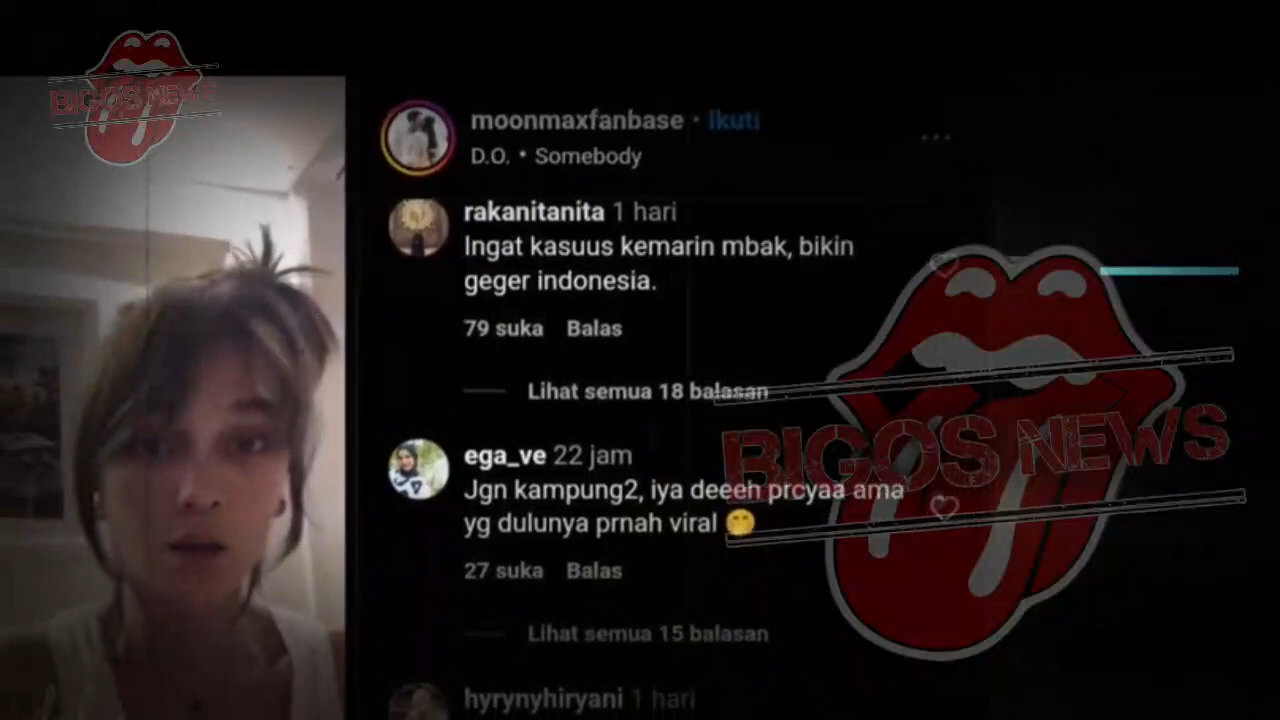 BIGOS NEWS
moonmaxfanbase • Ikuti
D.O. • Somebody
rakanitanita 1 hari
Ingat kasuus kemarin mbak, bikin
geger indonesia.
79 suka Balas
Lihat semua 18 balasan
ega_ve 22 jam
Jgn kampung2, iya deeeh prcyaa ama
yg dulunya prnah viral 🤭
27 suka Balas
Lihat semua 15 balasan
hyrynyhiryani 1 hari
BIGOS NEWS